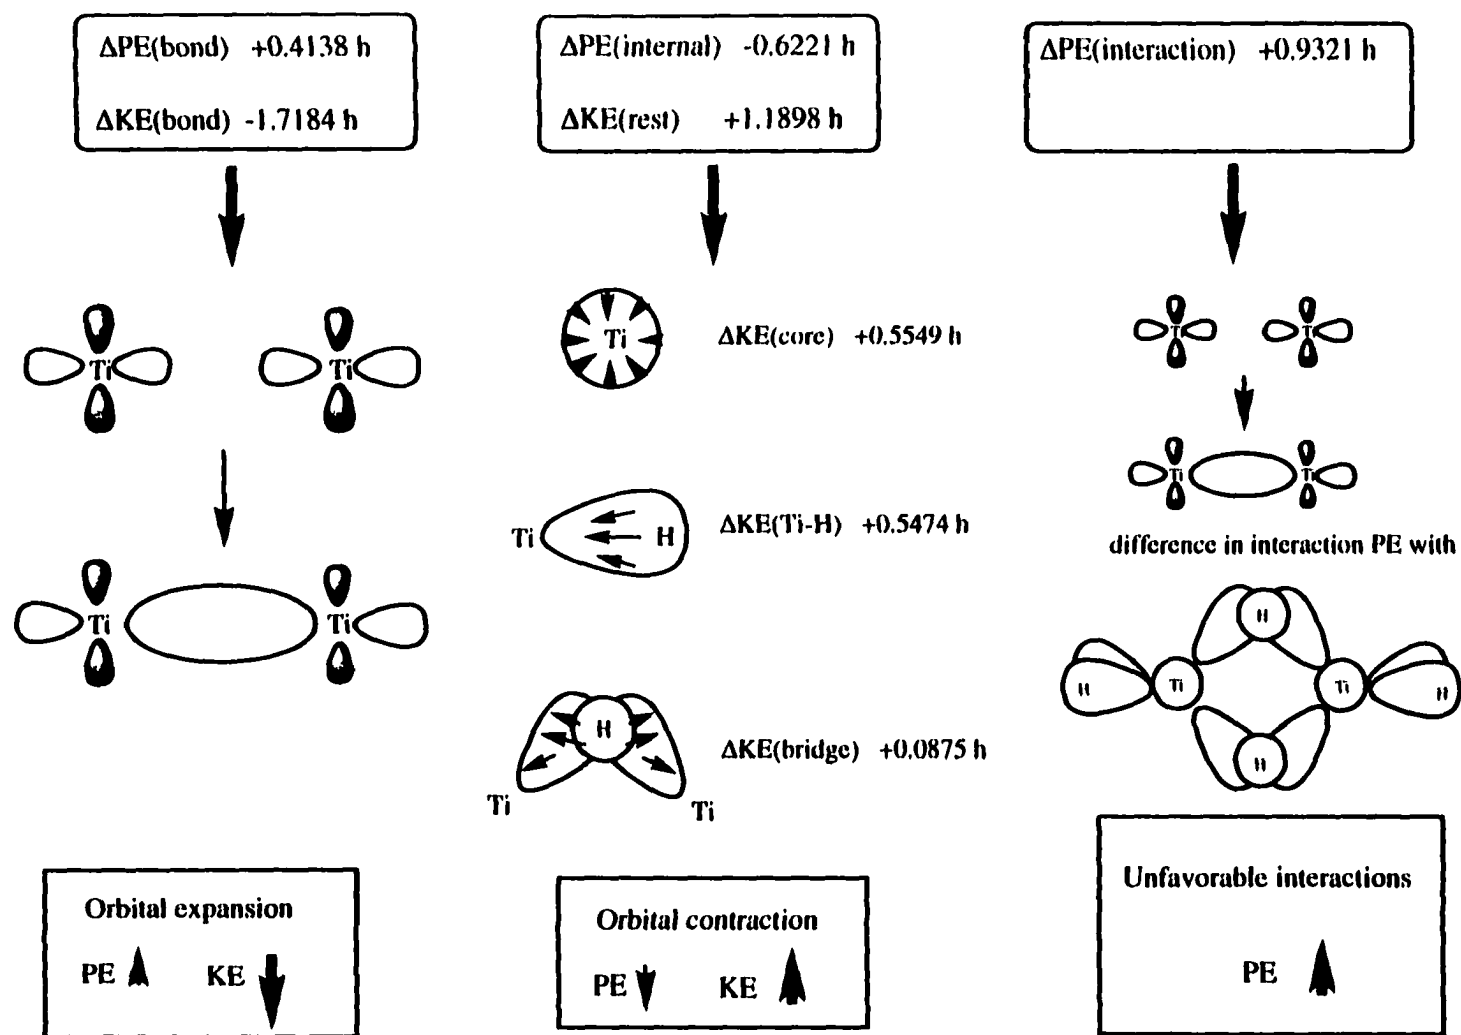 ΔPE(bond) +0.4138 h
ΔKE(bond) -1.7184 h
Ti Ti
Ti Ti
Orbital expansion
PE KE
ΔPE(internal) -0.6221 h
ΔKE(rest) +1.1898 h
Ti ΔKE(core) +0.5549 h
Ti H ΔKE(Ti-H) +0.5474 h
H ΔKE(bridge) +0.0875 h
Ti Ti
Orbital contraction
PE KE
ΔPE(interaction) +0.9321 h
Ti Ti
Ti Ti
difference in interaction PE with
H
H Ti Ti H
H
Unfavorable interactions
PE